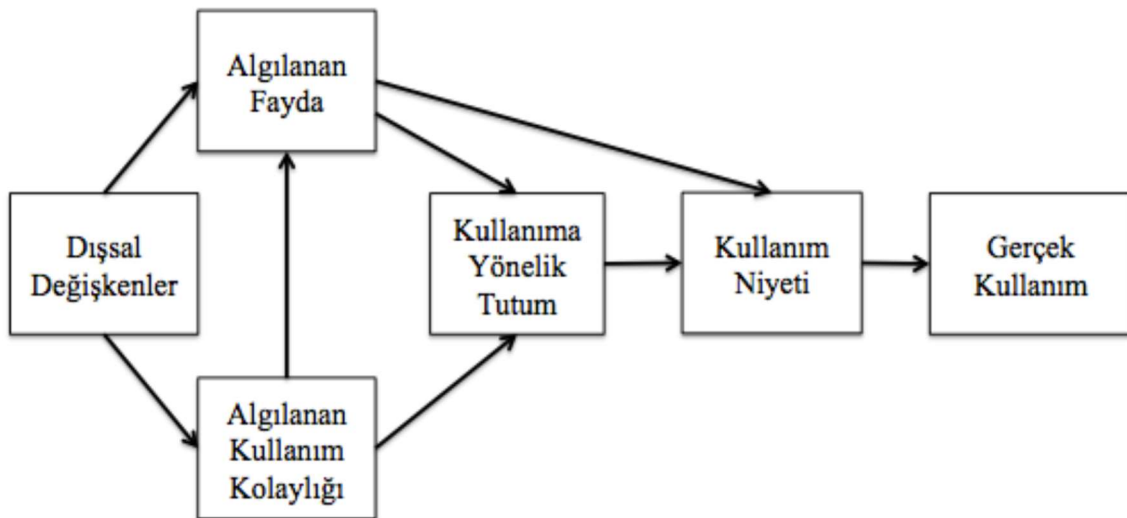 Algılanan
Fayda
Dışsal
Değişkenler
Kullanıma
Yönelik
Tutum
Kullanım
Niyeti
Gerçek
Kullanım
Algılanan
Kullanım
Kolaylığı